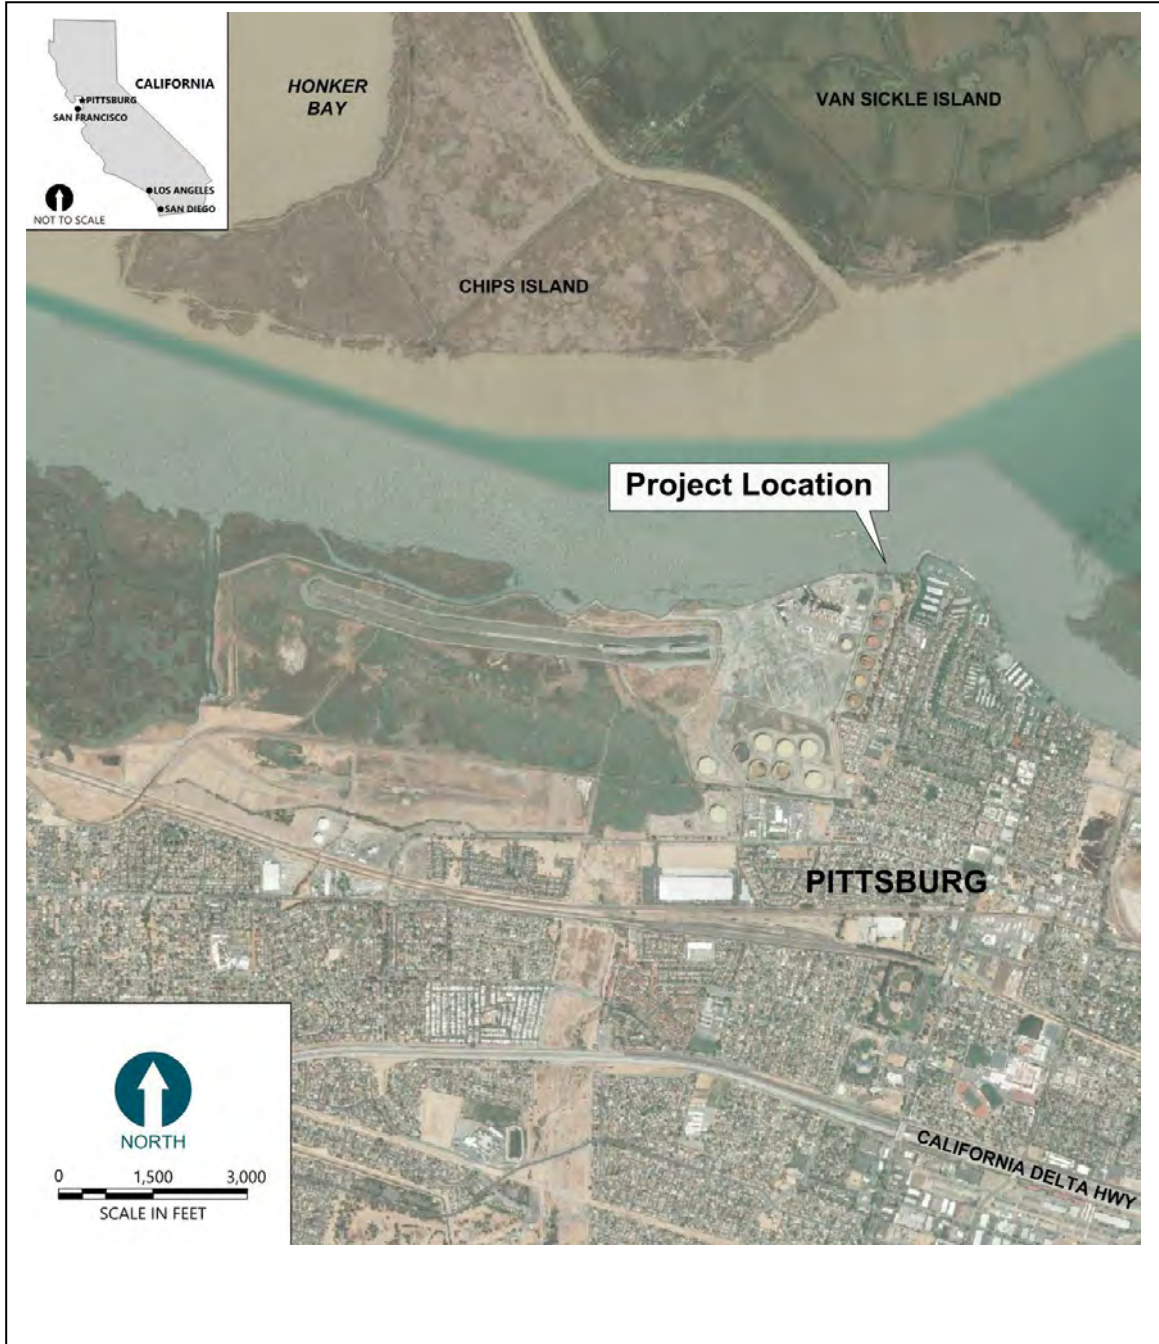 CALIFORNIA
PITTSBURG
SAN FRANCISCO
LOS ANGELES
SAN DIEGO
NOT TO SCALE
HONKER
BAY
VAN SICKLE ISLAND
CHIPS ISLAND
Project Location
PITTSBURG
CALIFORNIA DELTA HWY
NORTH
0 1,500 3,000
SCALE IN FEET